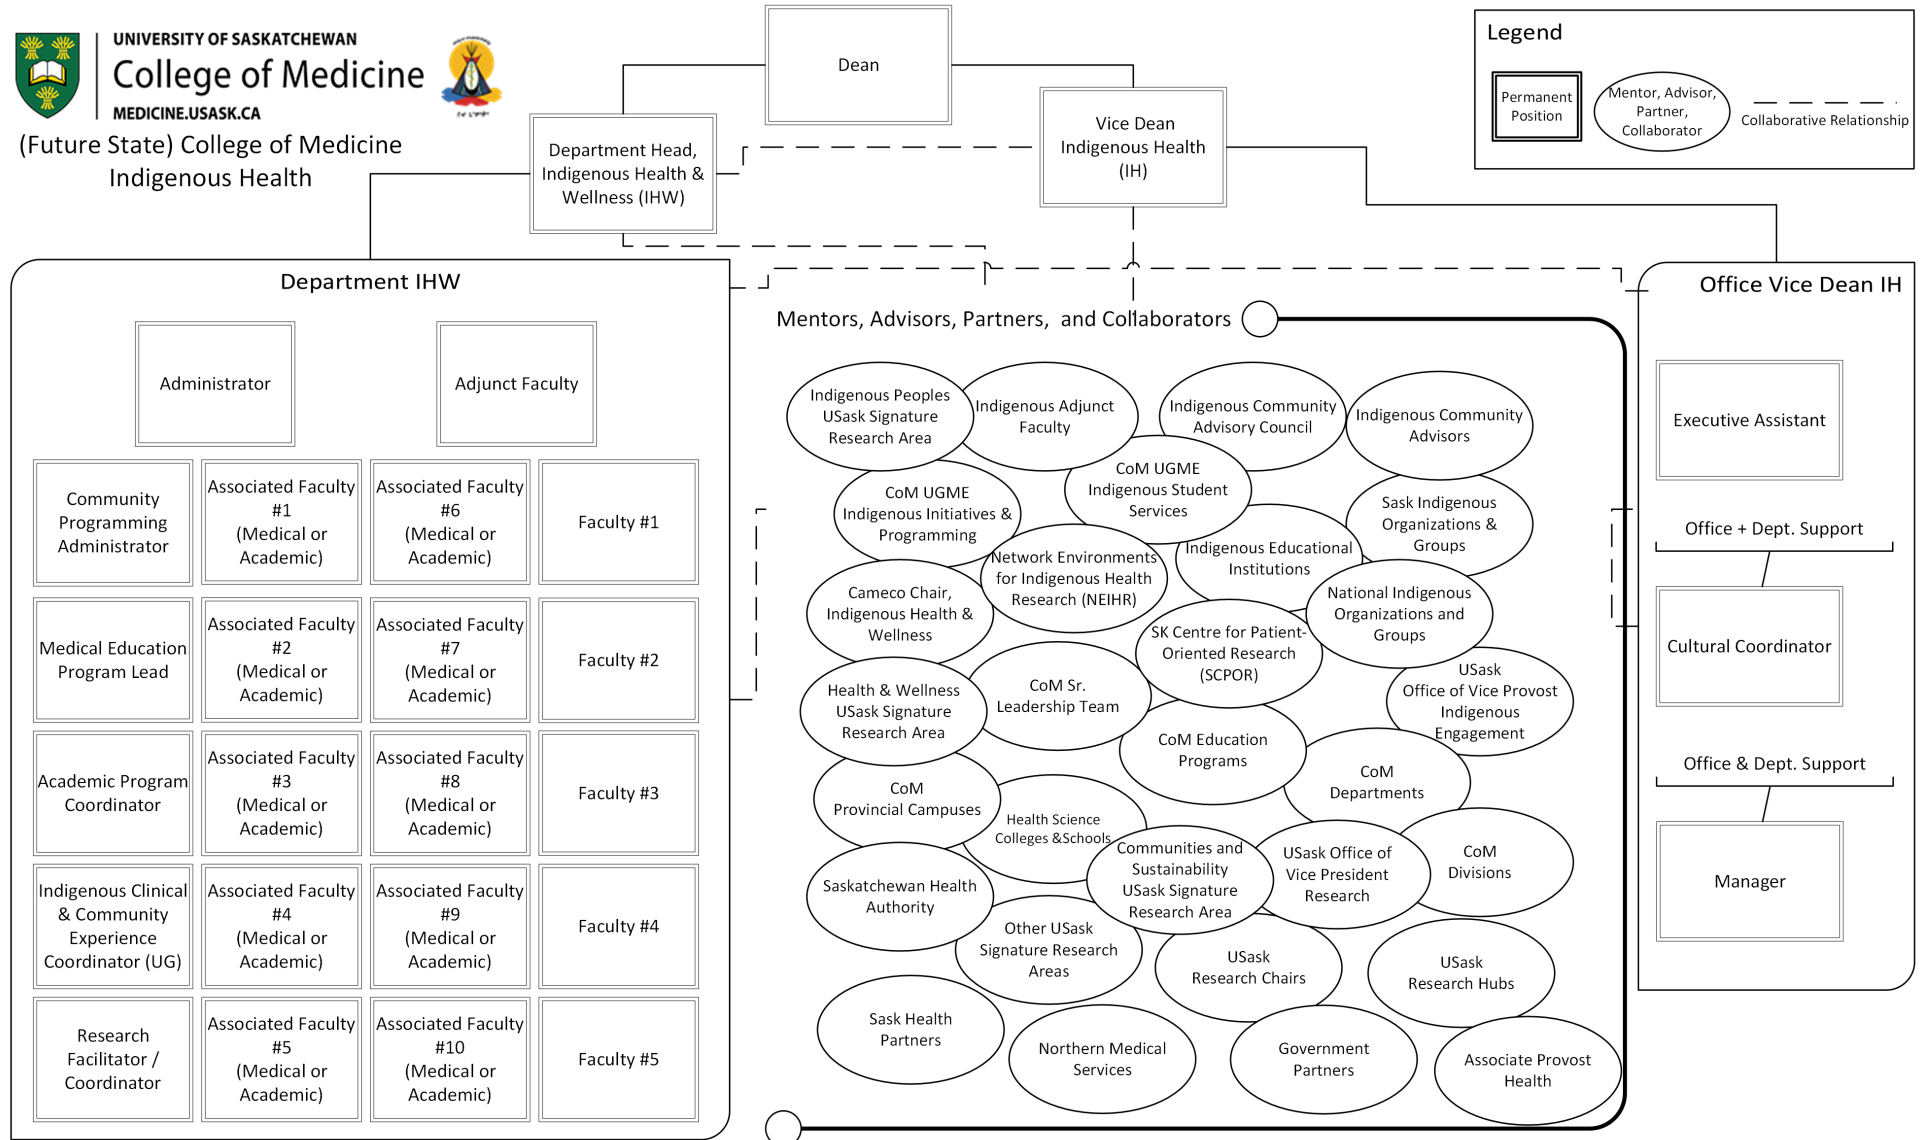 UNIVERSITY OF SASKATCHEWAN
College of Medicine
MEDICINE.USASK.CA
(Future State) College of Medicine
Indigenous Health
Dean
Department Head,
Indigenous Health &
Wellness (IHW)
Vice Dean
Indigenous Health
(IH)
Legend
Permanent
Position
Mentor, Advisor,
Partner,
Collaborator
Collaborative Relationship
Department IHW
Administrator
Adjunct Faculty
Community
Programming
Administrator
Associated Faculty
#1
(Medical or
Academic)
Associated Faculty
#6
(Medical or
Academic)
Faculty #1
Medical Education
Program Lead
Associated Faculty
#2
(Medical or
Academic)
Associated Faculty
#7
(Medical or
Academic)
Faculty #2
Academic Program
Coordinator
Associated Faculty
#3
(Medical or
Academic)
Associated Faculty
#8
(Medical or
Academic)
Faculty #3
Indigenous Clinical
& Community
Experience
Coordinator (UG)
Associated Faculty
#4
(Medical or
Academic)
Associated Faculty
#9
(Medical or
Academic)
Faculty #4
Research
Facilitator /
Coordinator
Associated Faculty
#5
(Medical or
Academic)
Associated Faculty
#10
(Medical or
Academic)
Faculty #5
Mentors, Advisors, Partners, and Collaborators
Indigenous Peoples
USask Signature
Research Area
Indigenous Adjunct
Faculty
Indigenous Community
Advisory Council
Indigenous Community
Advisors
CoM UGME
Indigenous Initiatives &
Programming
CoM UGME
Indigenous Student
Services
Sask Indigenous
Organizations &
Groups
Network Environments
for Indigenous Health
Research (NEIHR)
Indigenous Educational
Institutions
Cameco Chair,
Indigenous Health &
Wellness
National Indigenous
Organizations and
Groups
SK Centre for Patient-
Oriented Research
(SCPOR)
Health & Wellness
USask Signature
Research Area
CoM Sr.
Leadership Team
USask
Office of Vice Provost
Indigenous
Engagement
CoM Education
Programs
CoM
Departments
CoM
Provincial Campuses
Health Science
Colleges &Schools
Communities and
Sustainability
USask Signature
Research Area
USask Office of
Vice President
Research
CoM
Divisions
Saskatchewan Health
Authority
Other USask
Signature Research
Areas
USask
Research Chairs
USask
Research Hubs
Sask Health
Partners
Northern Medical
Services
Government
Partners
Associate Provost
Health
Office Vice Dean IH
Executive Assistant
Office + Dept. Support
Cultural Coordinator
Office & Dept. Support
Manager